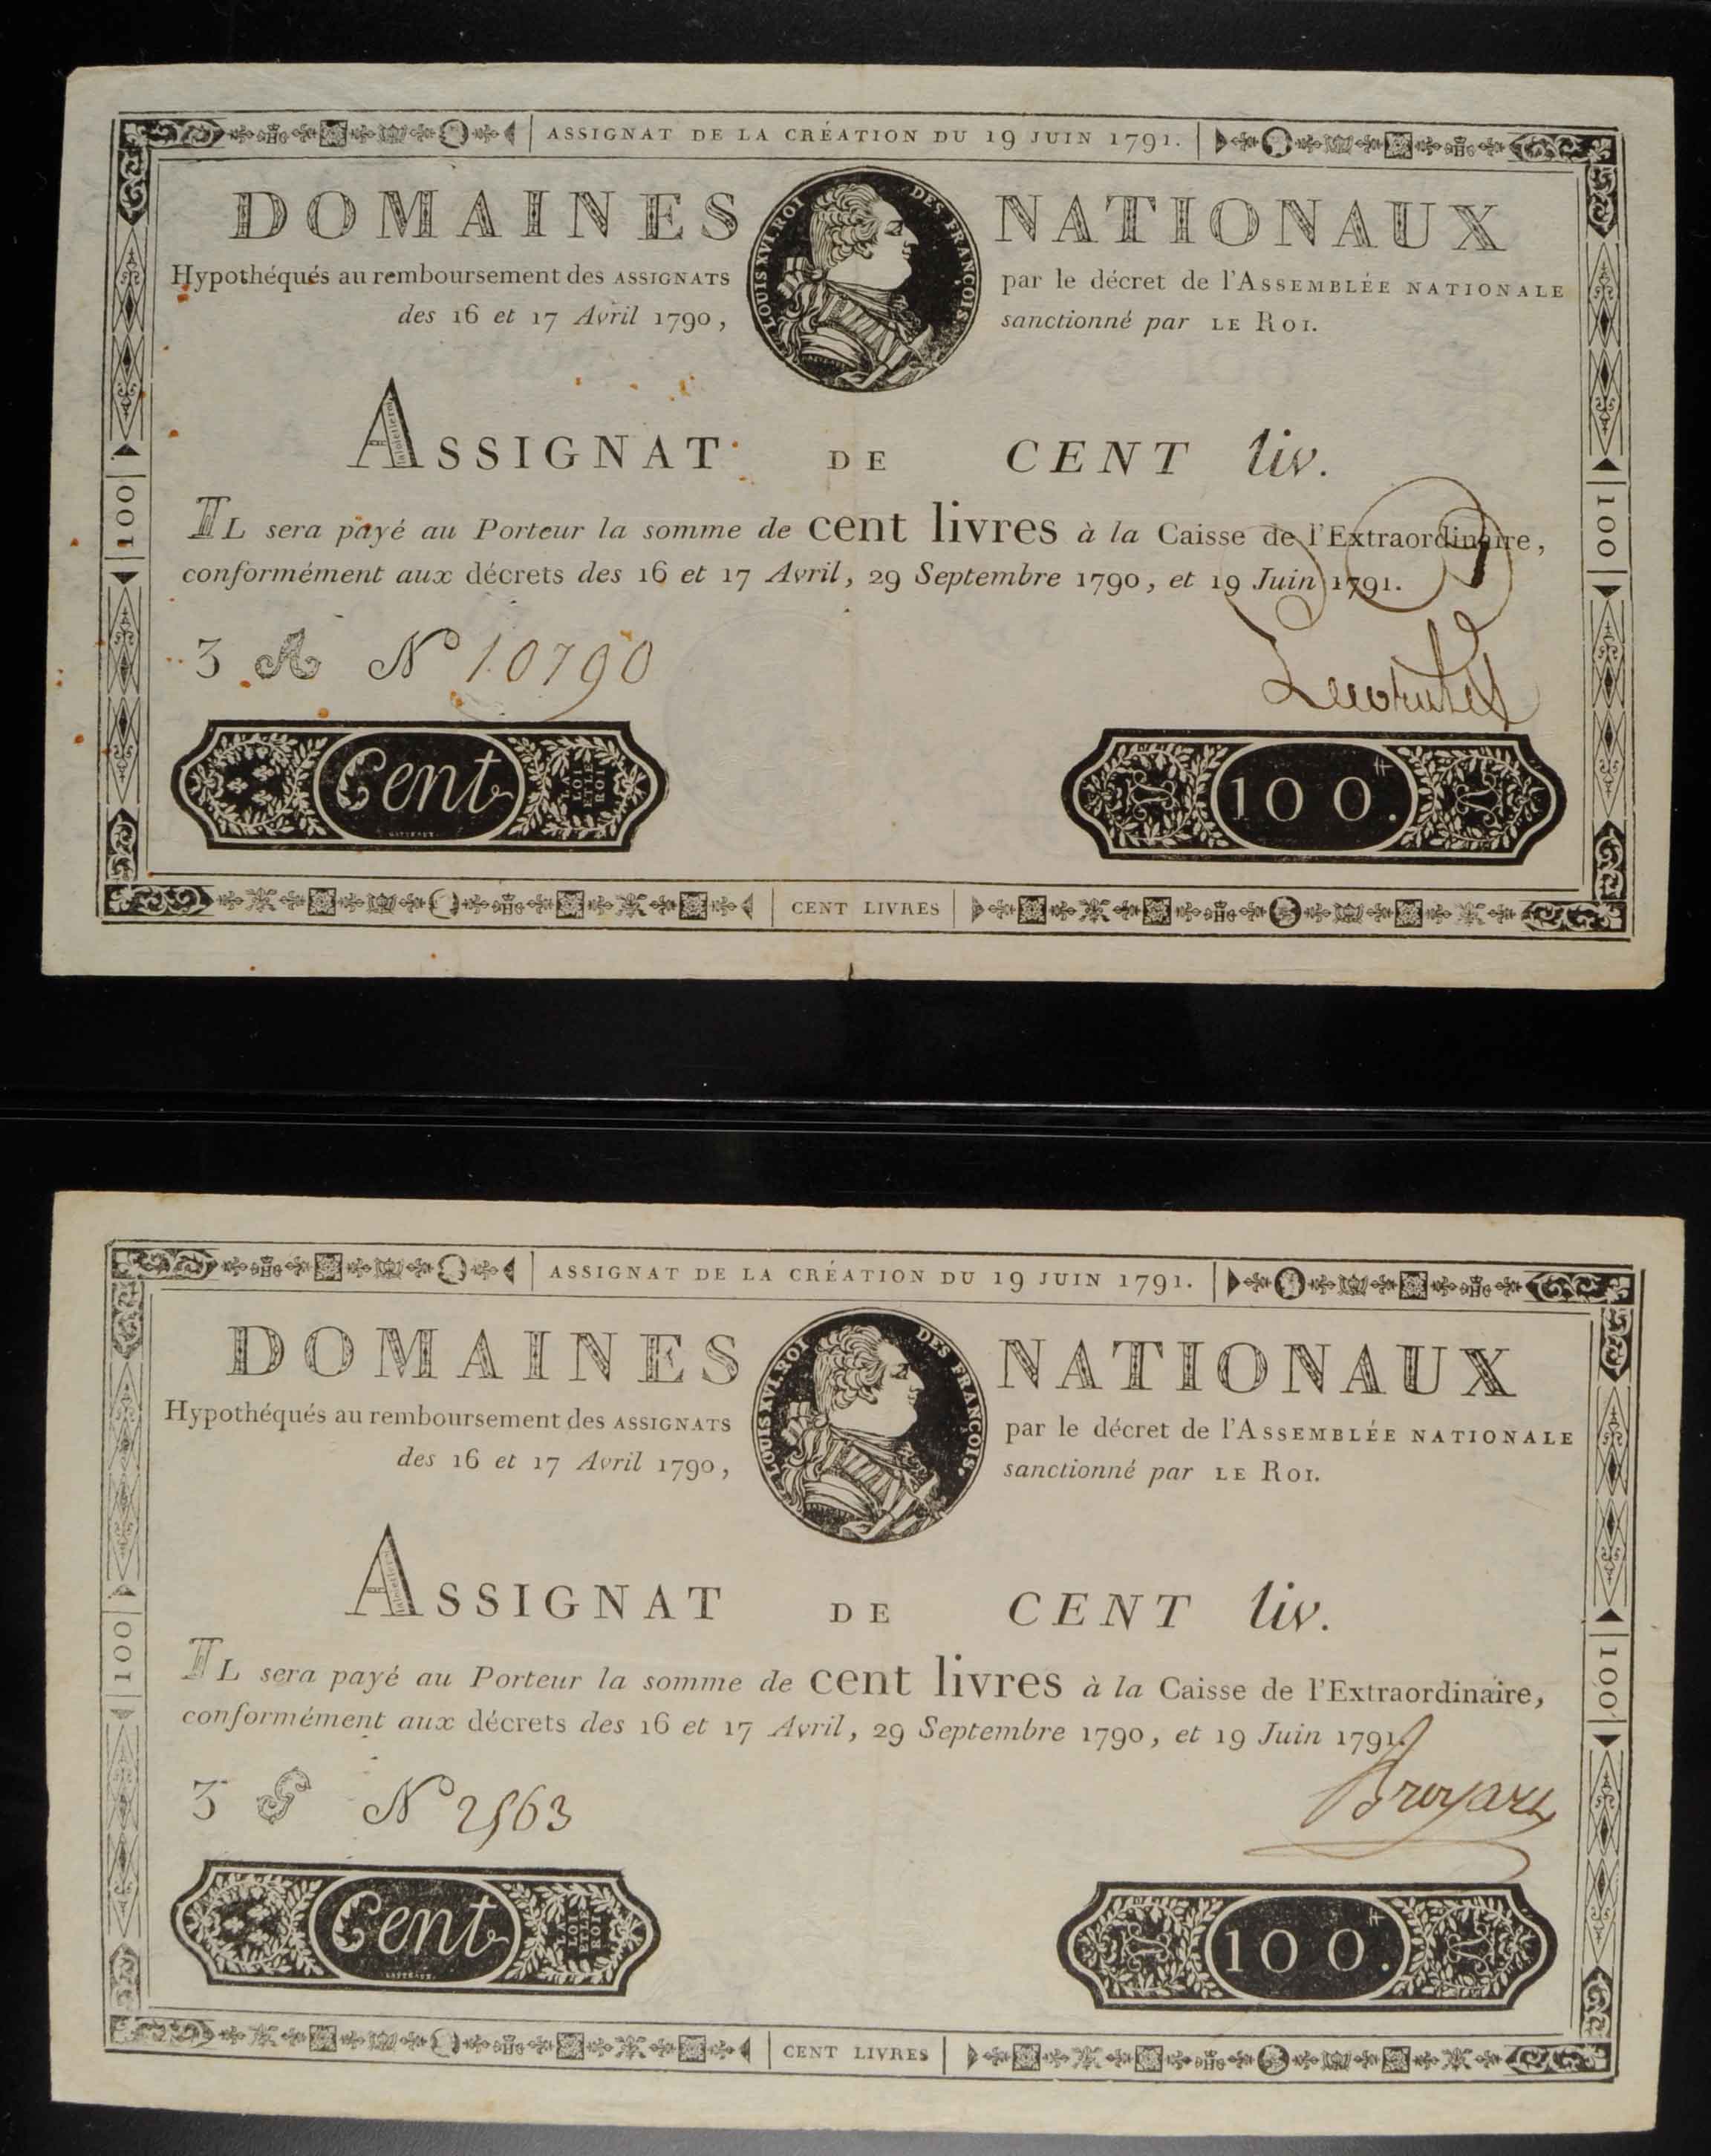 ASSIGNAT DE LA CRÉATION DU 19 JUIN 1791.
DOMAINES NATIONAUX
LOUIS XVI. ROI DES FRANÇOIS.
Hypothéqués au remboursement des ASSIGNATS par le décret de l'ASSEMBLÉE NATIONALE
des 16 et 17 Avril 1790, sanctionné par LE ROI.
ASSIGNAT DE CENT liv.
IL sera payé au Porteur la somme de cent livres à la Caisse de l'Extraordinaire,
conformément aux décrets des 16 et 17 Avril, 29 Septembre 1790, et 19 Juin 1791.
100
100
3 A No 10790
Cent
LA LOI ET LE ROI
100.
CENT LIVRES
ASSIGNAT DE LA CRÉATION DU 19 JUIN 1791.
DOMAINES NATIONAUX
LOUIS XVI. ROI DES FRANÇOIS.
Hypothéqués au remboursement des ASSIGNATS par le décret de l'ASSEMBLÉE NATIONALE
des 16 et 17 Avril 1790, sanctionné par LE ROI.
ASSIGNAT DE CENT liv.
IL sera payé au Porteur la somme de cent livres à la Caisse de l'Extraordinaire,
conformément aux décrets des 16 et 17 Avril, 29 Septembre 1790, et 19 Juin 1791.
100
100
3 S No 2563
Cent
LA LOI ET LE ROI
100.
CENT LIVRES